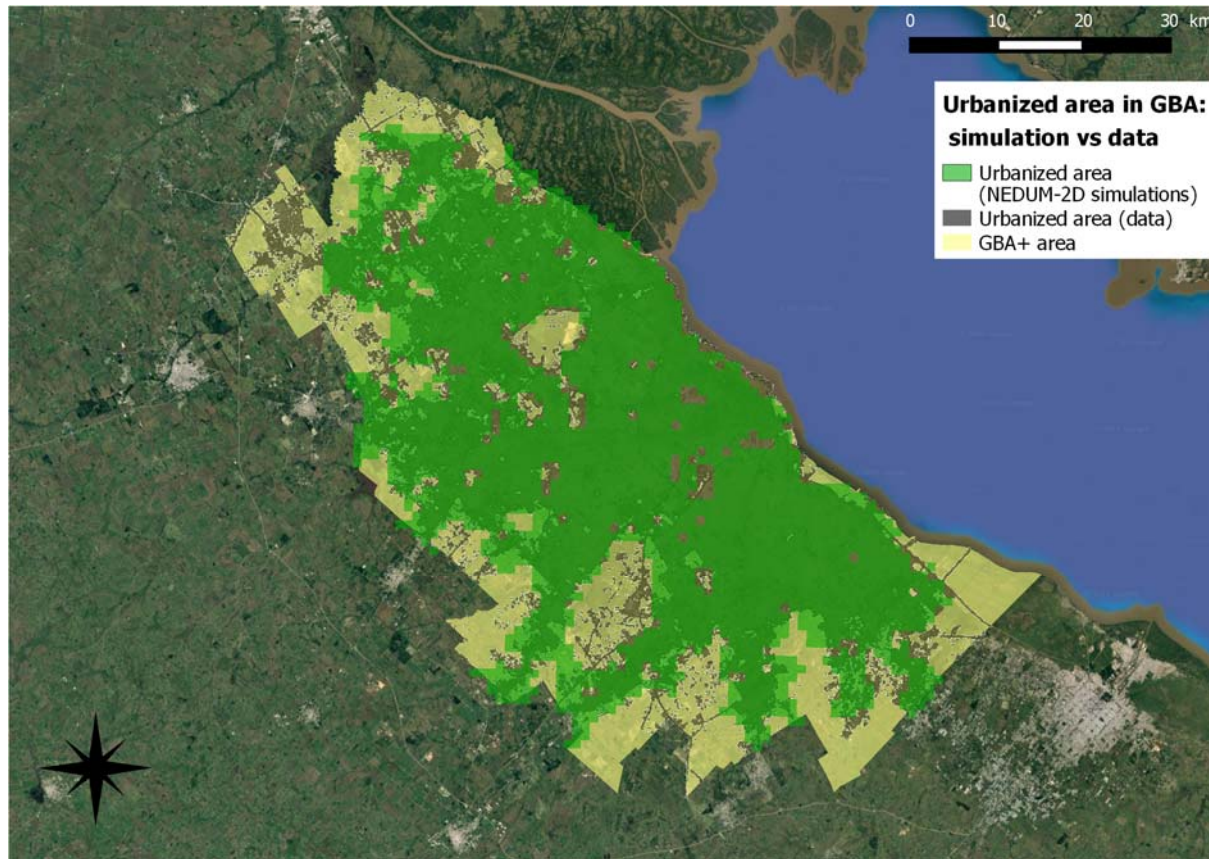 0 10 20 30 km
Urbanized area in GBA:
simulation vs data
Urbanized area
(NEDUM-2D simulations)
Urbanized area (data)
GBA+ area